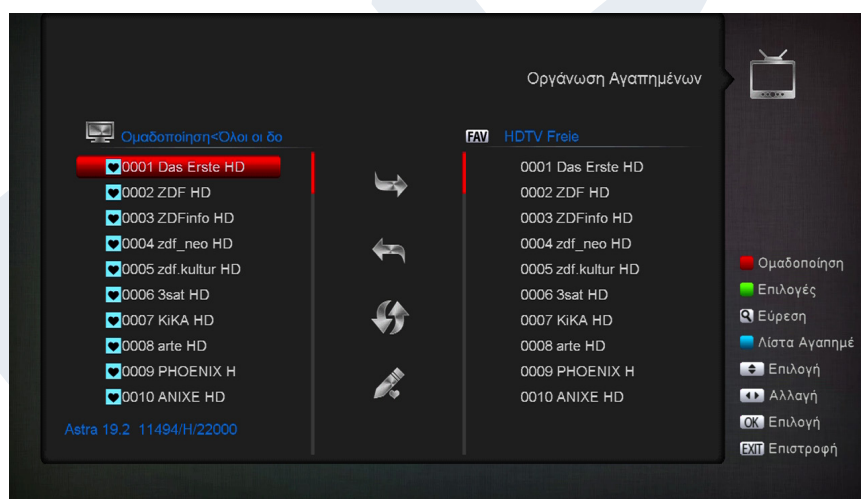 Οργάνωση Αγαπημένων
Ομαδοποίηση<Όλοι οι δο
0001 Das Erste HD
0002 ZDF HD
0003 ZDFinfo HD
0004 zdf_neo HD
0005 zdf.kultur HD
0006 3sat HD
0007 KiKA HD
0008 arte HD
0009 PHOENIX H
0010 ANIXE HD
Astra 19.2 11494/H/22000
FAV HDTV Freie
0001 Das Erste HD
0002 ZDF HD
0003 ZDFinfo HD
0004 zdf_neo HD
0005 zdf.kultur HD
0006 3sat HD
0007 KiKA HD
0008 arte HD
0009 PHOENIX H
0010 ANIXE HD
Ομαδοποίηση
Επιλογές
Εύρεση
Λίστα Αγαπημέ
Επιλογή
Αλλαγή
OK Επιλογή
EXIT Επιστροφή